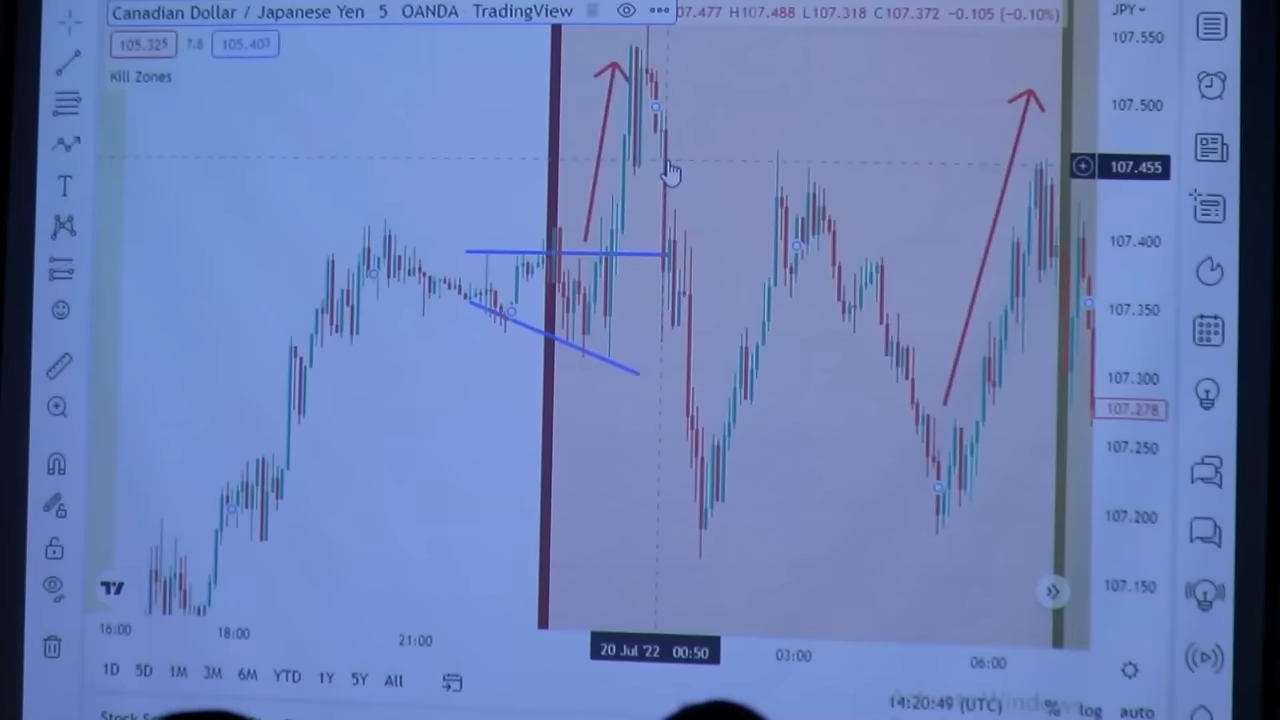 Canadian Dollar / Japanese Yen 5 OANDA TradingView
07.477 H107.488 L107.318 C107.372 −0.105 (−0.10%)
JPY
105.325 7.8 105.403
Kill Zones
107.550
107.500
107.455
107.400
107.350
107.300
107.278
107.250
107.200
107.150
16:00 18:00 21:00 20 Jul '22 00:50 03:00 06:00
1D 5D 1M 3M 6M YTD 1Y 5Y All
14:20:49 (UTC) % log auto